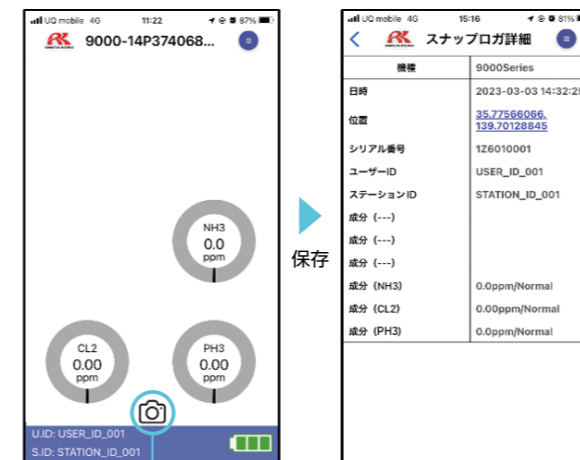 UQ mobile 4G 11:22 87%
RK 9000-14P374068...
NH3
0.0
ppm
CL2
0.00
ppm
PH3
0.00
ppm
U.ID: USER_ID_001
S.ID: STATION_ID_001
保存
UQ mobile 4G 15:16 81%
RK スナップロガ詳細
機種 9000Series
日時 2023-03-03 14:32:25
位置 35.77566066,
139.70128845
シリアル番号 1Z6010001
ユーザーID USER_ID_001
ステーションID STATION_ID_001
成分 (---)
成分 (---)
成分 (---)
成分 (NH3) 0.0ppm/Normal
成分 (CL2) 0.00ppm/Normal
成分 (PH3) 0.0ppm/Normal